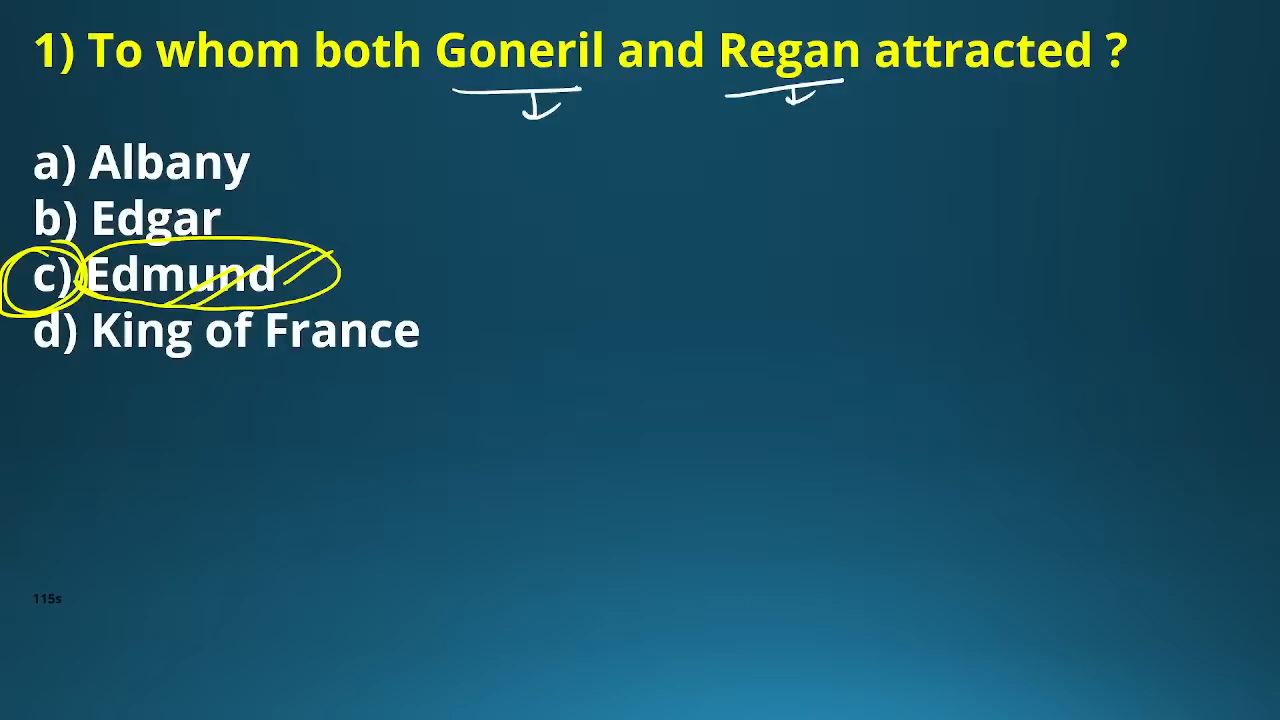 1) To whom both Goneril and Regan attracted ?
a) Albany
b) Edgar
c) Edmund
d) King of France
115s